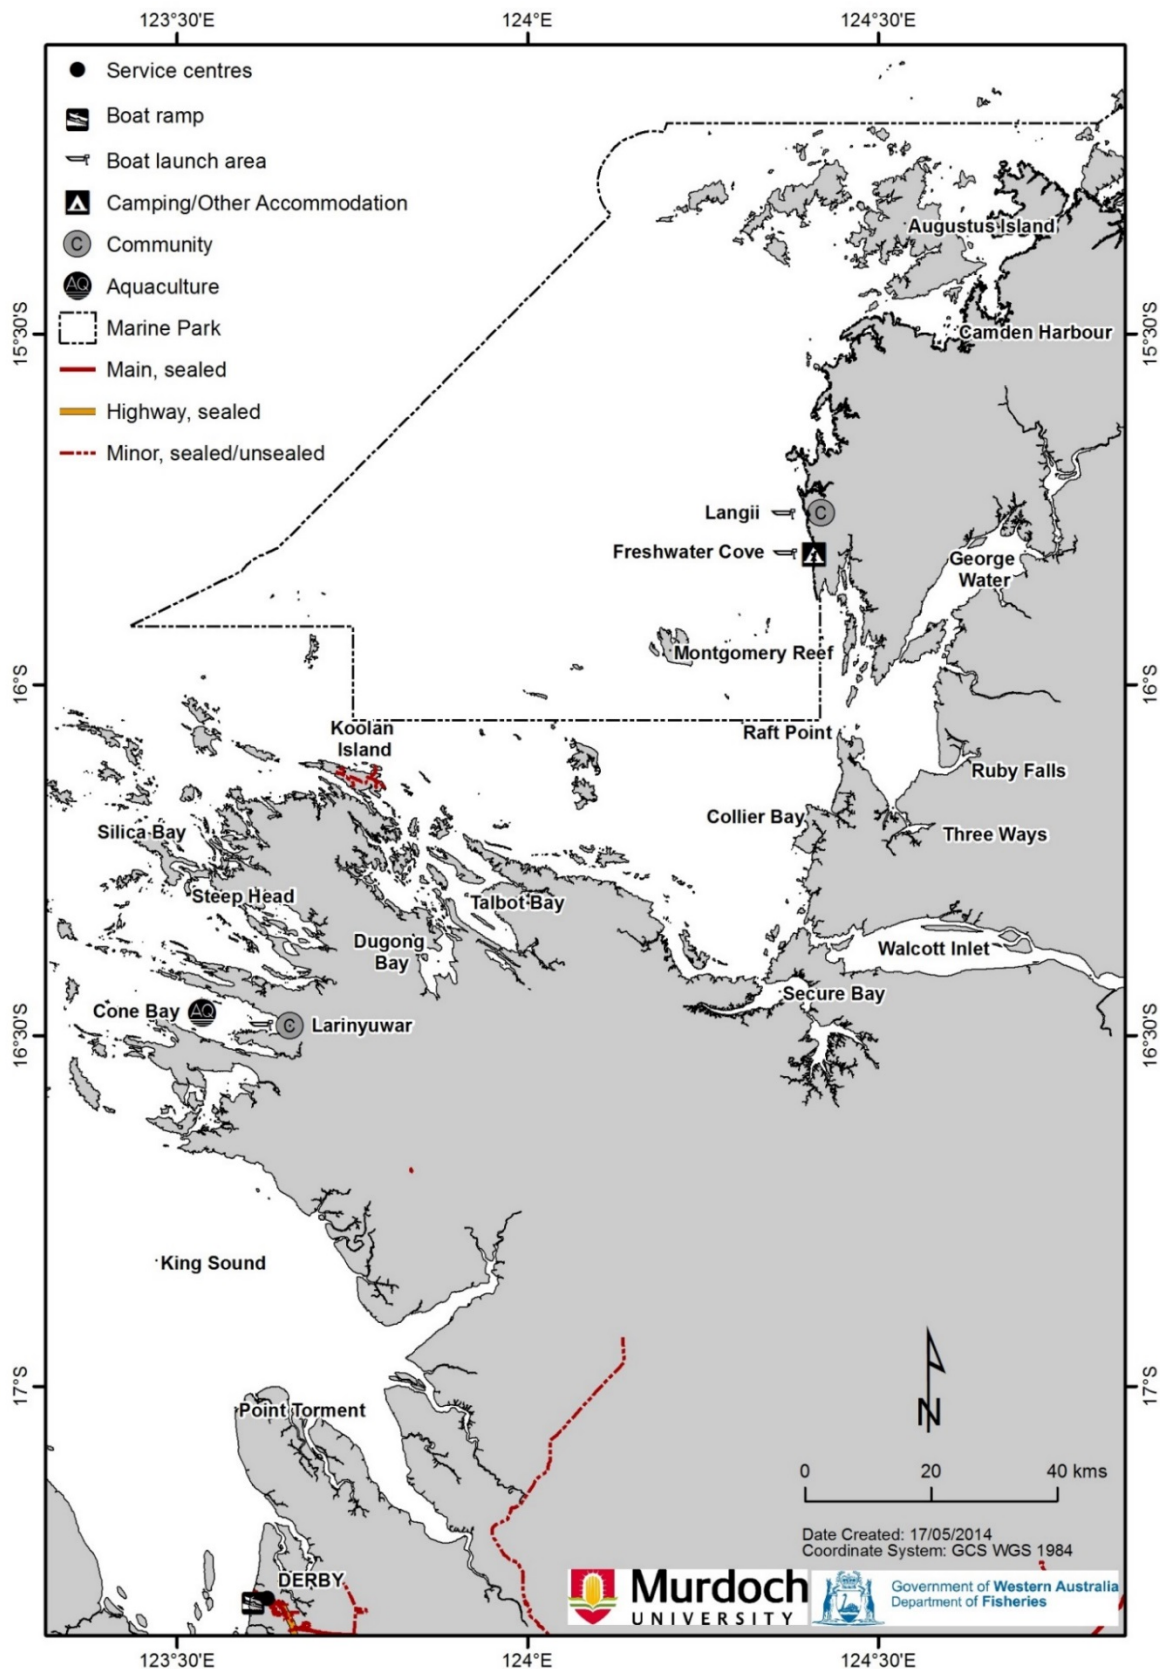 123°30'E
124°E
124°30'E
Service centres
Boat ramp
Boat launch area
Camping/Other Accommodation
C Community
AQ Aquaculture
Marine Park
Main, sealed
Highway, sealed
Minor, sealed/unsealed
15°30'S
15°30'S
16°S
16°S
16°30'S
16°30'S
17°S
17°S
Augustus Island
Camden Harbour
Langii
C
Freshwater Cove
George
Water
Montgomery Reef
Raft Point
Koolan
Island
Ruby Falls
Collier Bay
Three Ways
Silica Bay
Steep Head
Talbot Bay
Dugong
Bay
Walcott Inlet
Secure Bay
Cone Bay
AQ
C
Larinyuwar
King Sound
Point Torment
N
0 20 40 kms
Date Created: 17/05/2014
Coordinate System: GCS WGS 1984
DERBY
Murdoch
UNIVERSITY
Government of Western Australia
Department of Fisheries
123°30'E
124°E
124°30'E